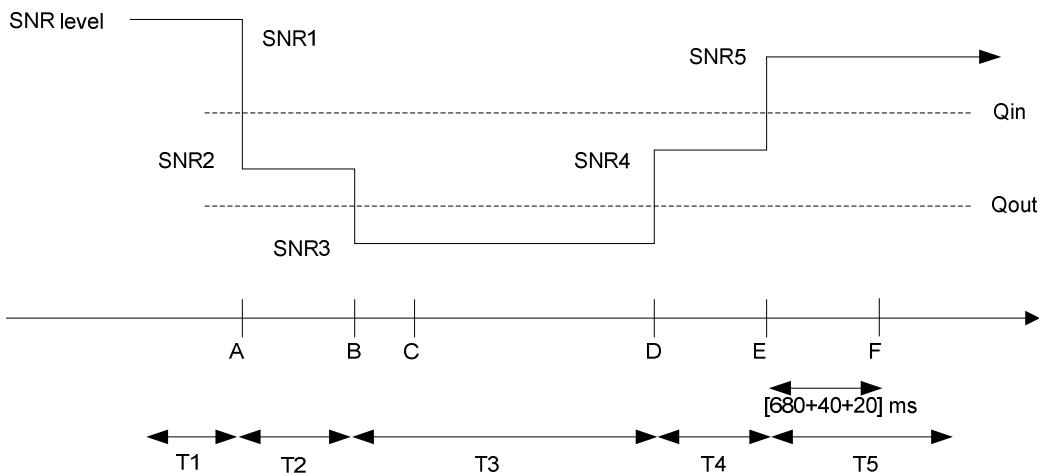 SNR level
SNR1
SNR5
Qin
SNR2
SNR4
Qout
SNR3
A
B
C
D
E
F
[680+40+20] ms
T1
T2
T3
T4
T5